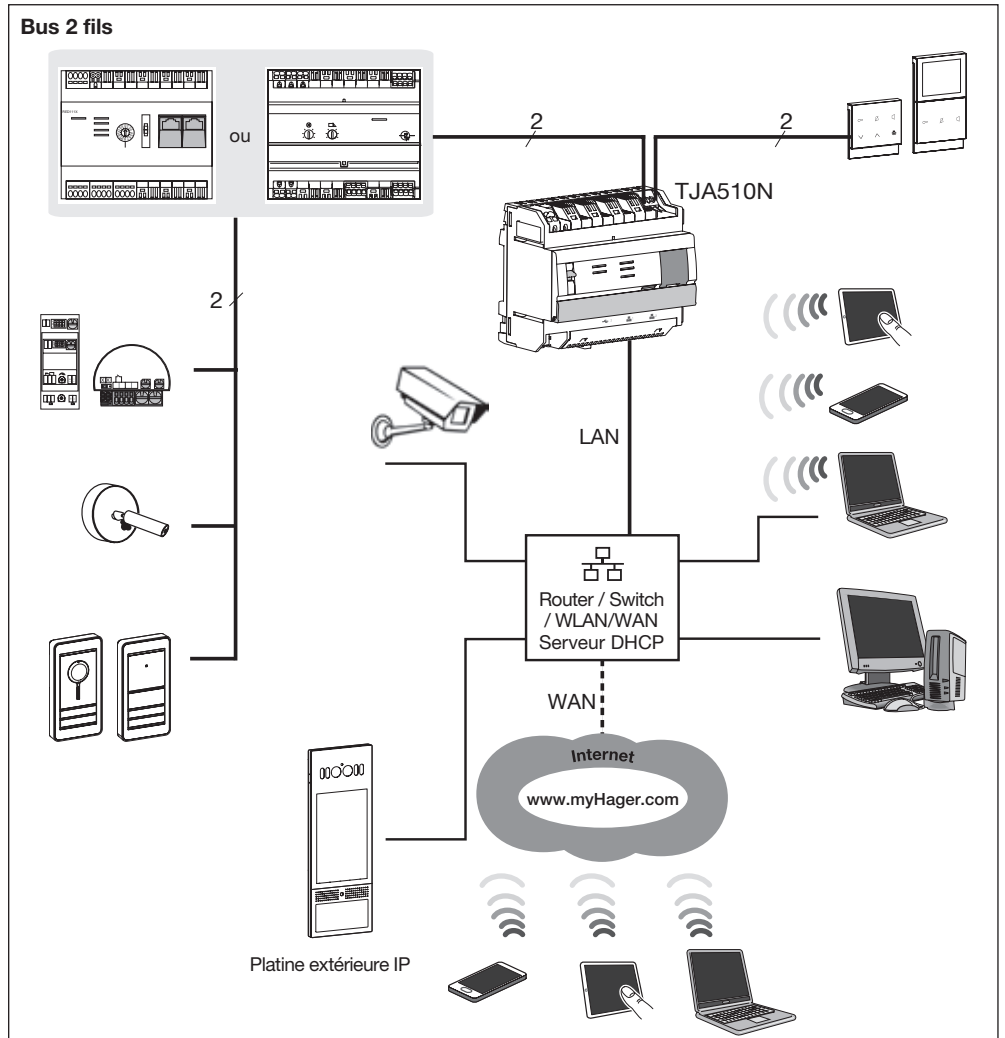 Bus 2 fils
ou
2
2
TJA510N
2
LAN
Router / Switch
/ WLAN/WAN
Serveur DHCP
WAN
Internet
www.myHager.com
Platine extérieure IP